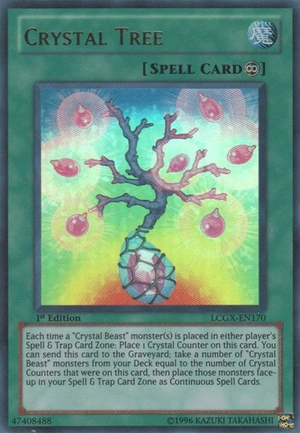 CRYSTAL TREE
[SPELL CARD∞]
1st Edition
LCGX-EN170
Each time a "Crystal Beast" monster(s) is placed in either player's
Spell & Trap Card Zone: Place 1 Crystal Counter on this card. You
can send this card to the Graveyard; take a number of "Crystal
Beast" monsters from your Deck equal to the number of Crystal
Counters that were on this card, then place those monsters face-
up in your Spell & Trap Card Zone as Continuous Spell Cards.
47408488
©1996 KAZUKI TAKAHASHI